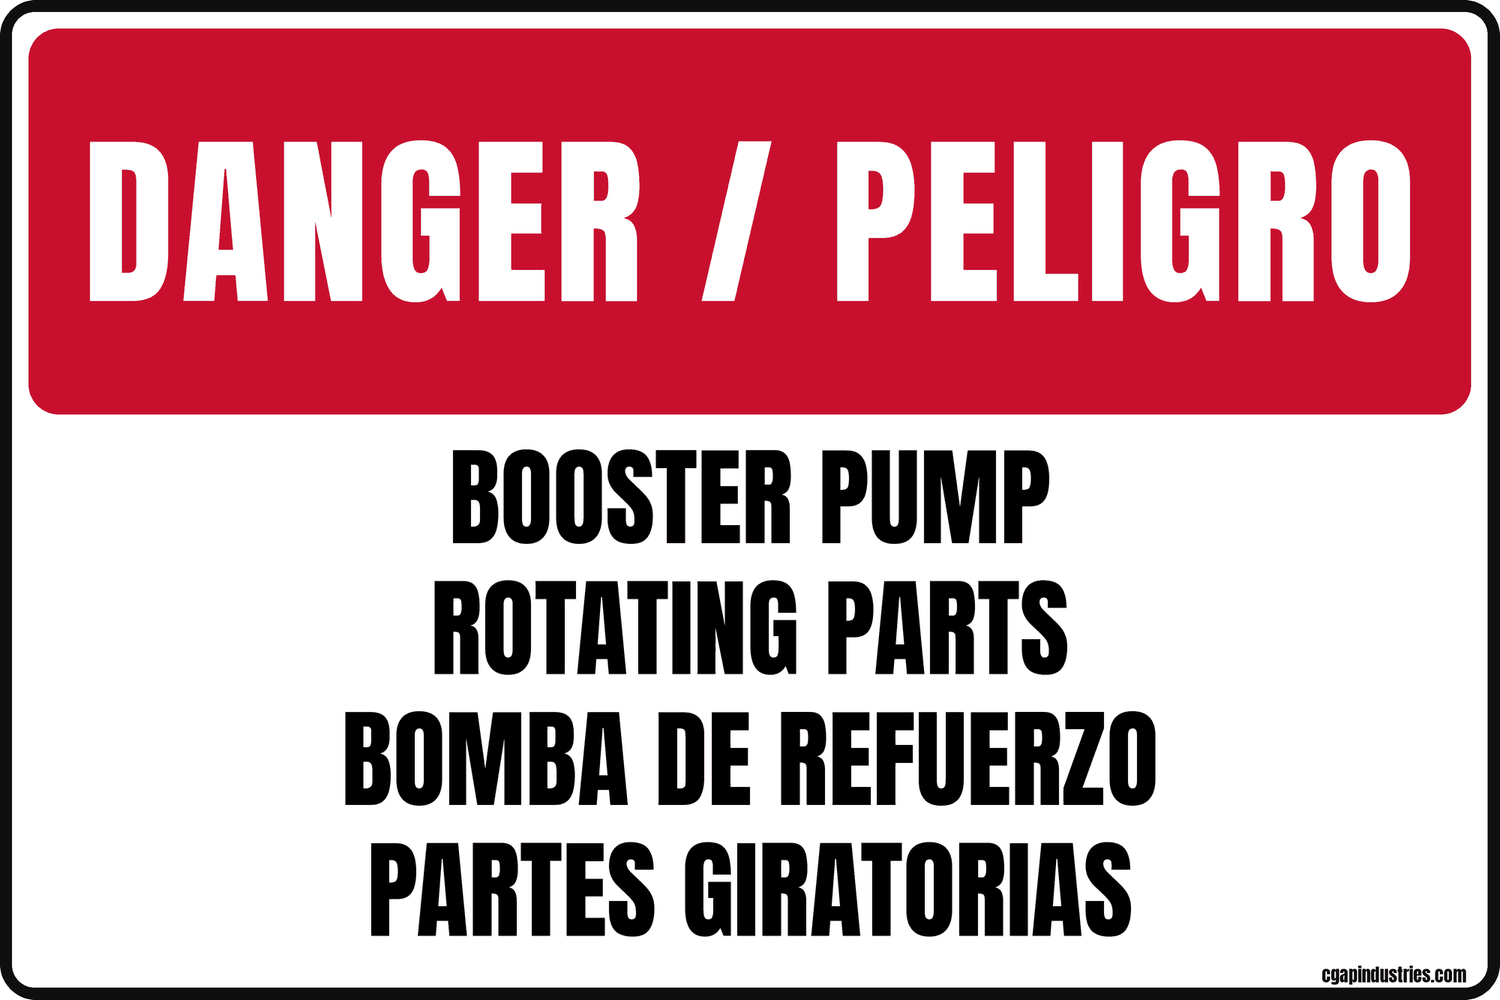 DANGER / PELIGRO
BOOSTER PUMP
ROTATING PARTS
BOMBA DE REFUERZO
PARTES GIRATORIAS
cgapindustries.com